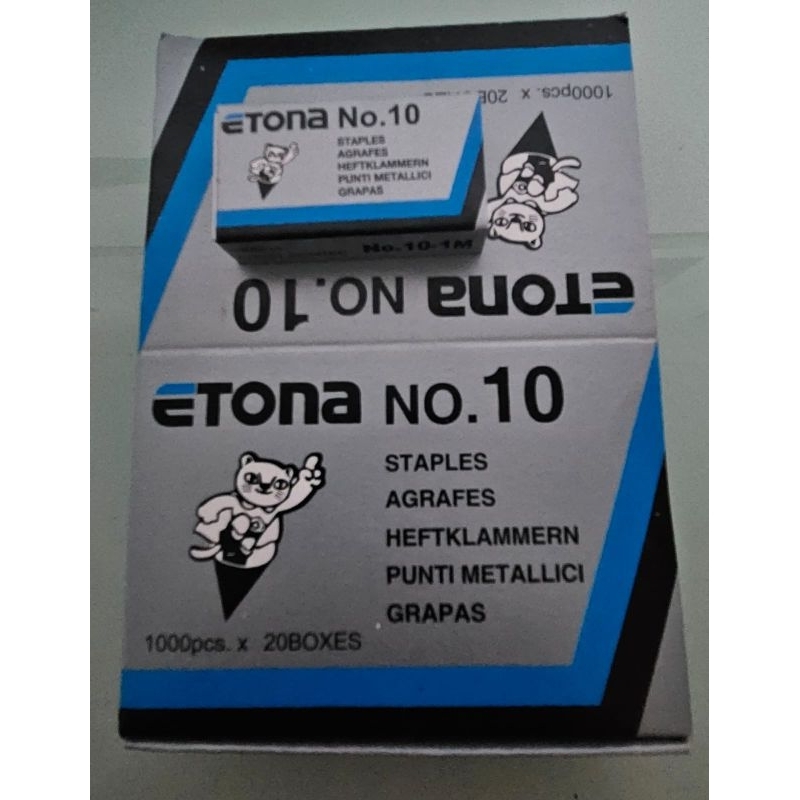 1000pcs. x 20B
ETONA No.10
STAPLES
AGRAFES
HEFTKLAMMERN
PUNTI METALLICI
GRAPAS
No.10-1M
ETONA NO.10
ETONA NO.10
STAPLES
AGRAFES
HEFTKLAMMERN
PUNTI METALLICI
GRAPAS
1000pcs. x 20BOXES